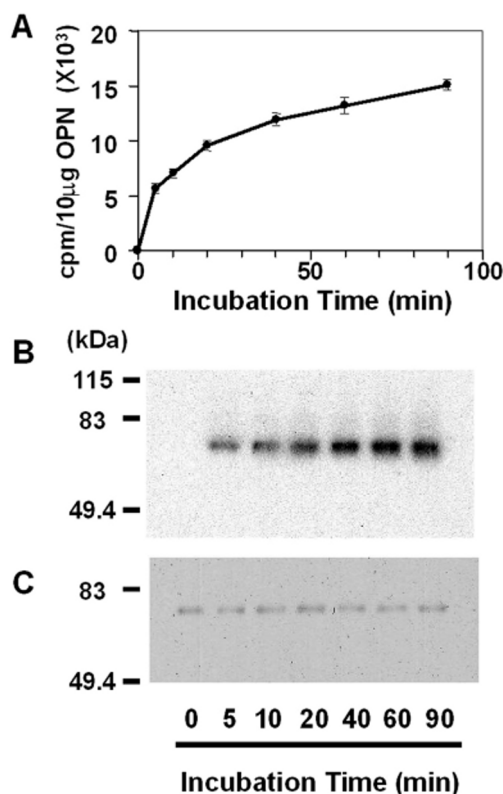 A
20
15
10
5
0
cpm/10μg OPN (X10³)
0 50 100
Incubation Time (min)
B
(kDa)
115
83
49.4
C
83
49.4
0 5 10 20 40 60 90
Incubation Time (min)